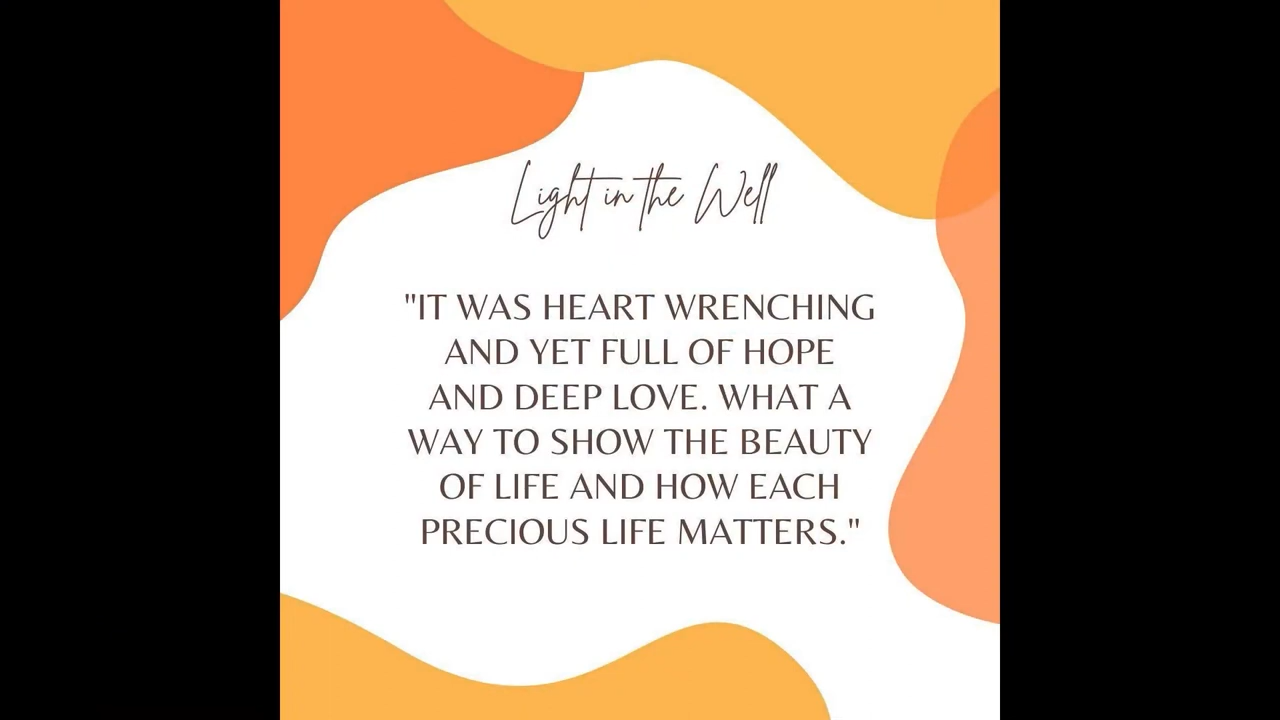 Light in the Well
"IT WAS HEART WRENCHING
AND YET FULL OF HOPE
AND DEEP LOVE. WHAT A
WAY TO SHOW THE BEAUTY
OF LIFE AND HOW EACH
PRECIOUS LIFE MATTERS."